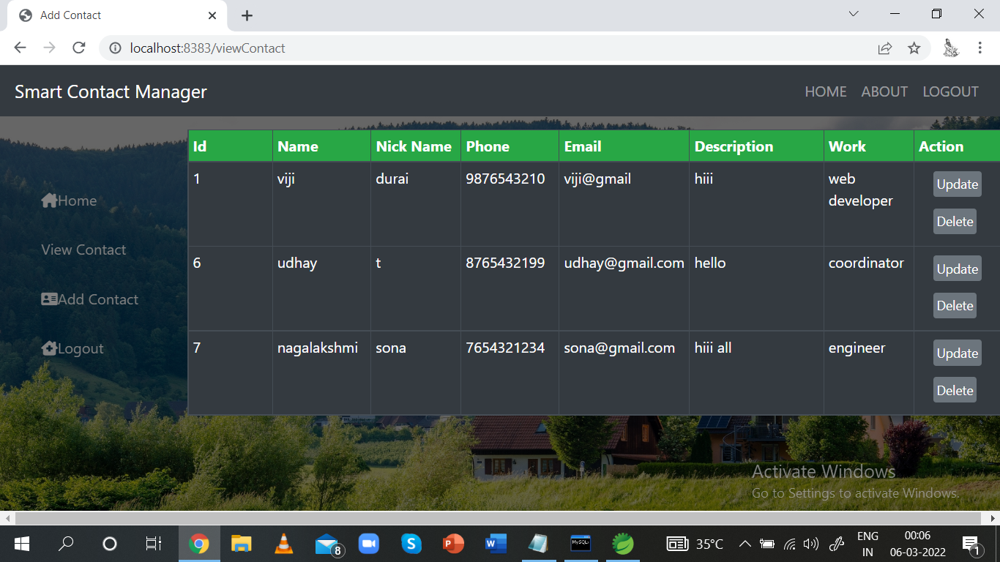 Add Contact
localhost:8383/viewContact
Smart Contact Manager
HOME ABOUT LOGOUT
Id Name Nick Name Phone Email Description Work Action
1 viji durai 9876543210 viji@gmail hiii web Update
developer
Delete
6 udhay t 8765432199 udhay@gmail.com hello coordinator Update
Delete
7 nagalakshmi sona 7654321234 sona@gmail.com hiii all engineer Update
Delete
Home
View Contact
Add Contact
Logout
Activate Windows
Go to Settings to activate Windows.
8
S
P
W
MySQL
35°C
ENG
IN
00:06
06-03-2022
1